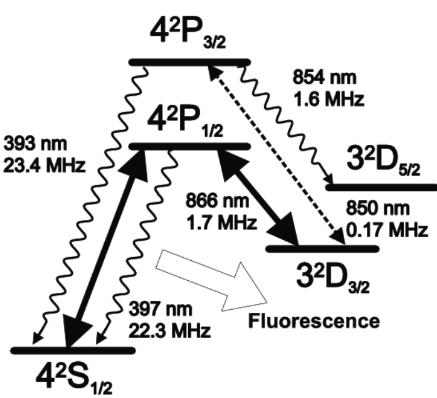 4²P₃/₂
854 nm
1.6 MHz
4²P₁/₂
393 nm
23.4 MHz
3²D₅/₂
866 nm
1.7 MHz
850 nm
0.17 MHz
3²D₃/₂
397 nm
22.3 MHz
Fluorescence
4²S₁/₂